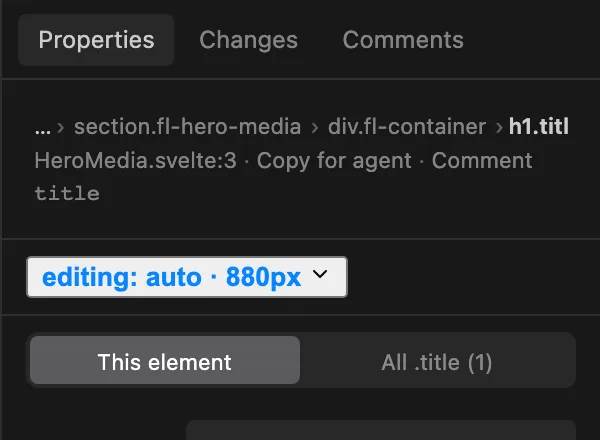 Properties Changes Comments
... › section.fl-hero-media › div.fl-container › h1.titl
HeroMedia.svelte:3 · Copy for agent · Comment
title
editing: auto · 880px
This element All .title (1)